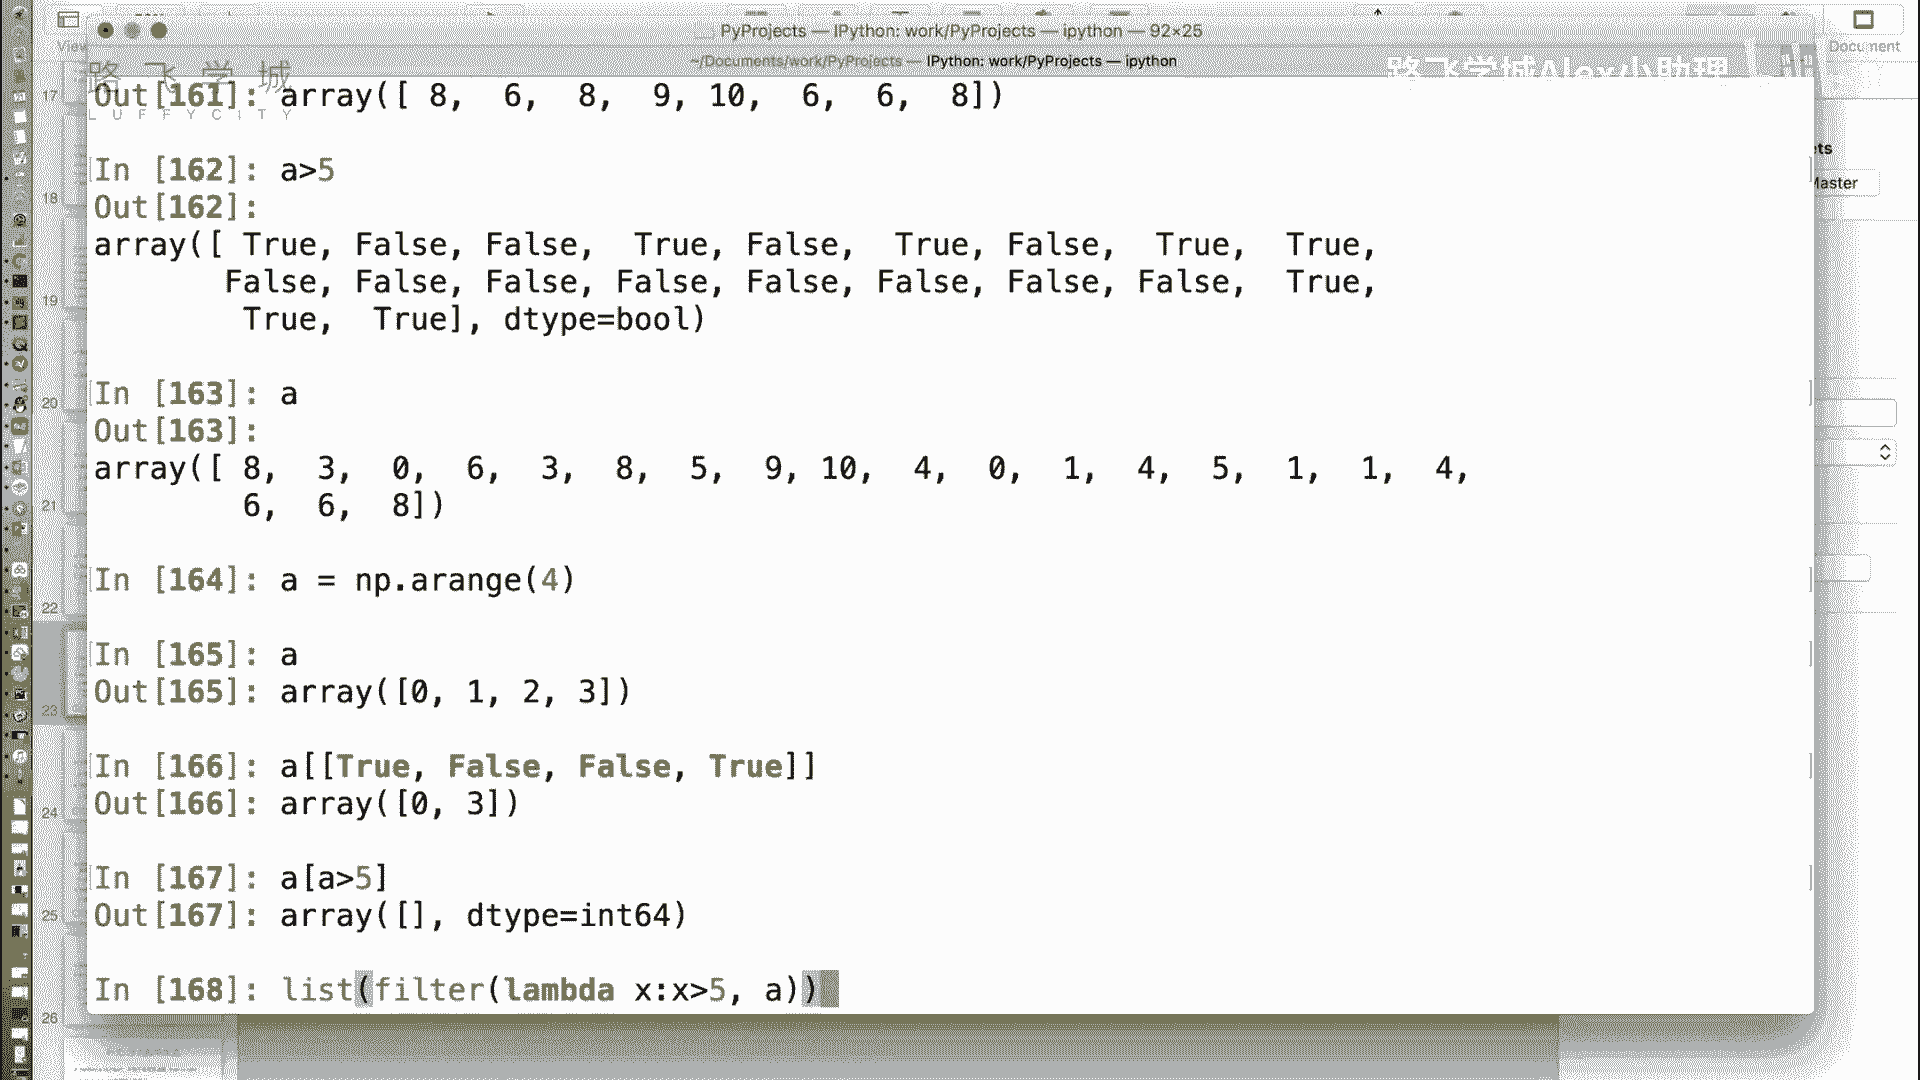 View
PyProjects — IPython: work/PyProjects — ipython — 92×25
Document
~/Documents/work/PyProjects — IPython: work/PyProjects — ipython
路飞学城
LUFFYCITY
路飞学城Alex小助理
Out[161]: array([ 8,  6,  8,  9, 10,  6,  6,  8])
In [162]: a>5
Out[162]:
array([ True, False, False,  True, False,  True, False,  True,  True,
       False, False, False, False, False, False, False, False,  True,
        True,  True], dtype=bool)
In [163]: a
Out[163]:
array([ 8,  3,  0,  6,  3,  8,  5,  9, 10,  4,  0,  1,  4,  5,  1,  1,  4,
        6,  6,  8])
In [164]: a = np.arange(4)
In [165]: a
Out[165]: array([0, 1, 2, 3])
In [166]: a[[True, False, False, True]]
Out[166]: array([0, 3])
In [167]: a[a>5]
Out[167]: array([], dtype=int64)
In [168]: list(filter(lambda x:x>5, a))
17
18
19
20
21
22
23
24
25
26
ets
Master